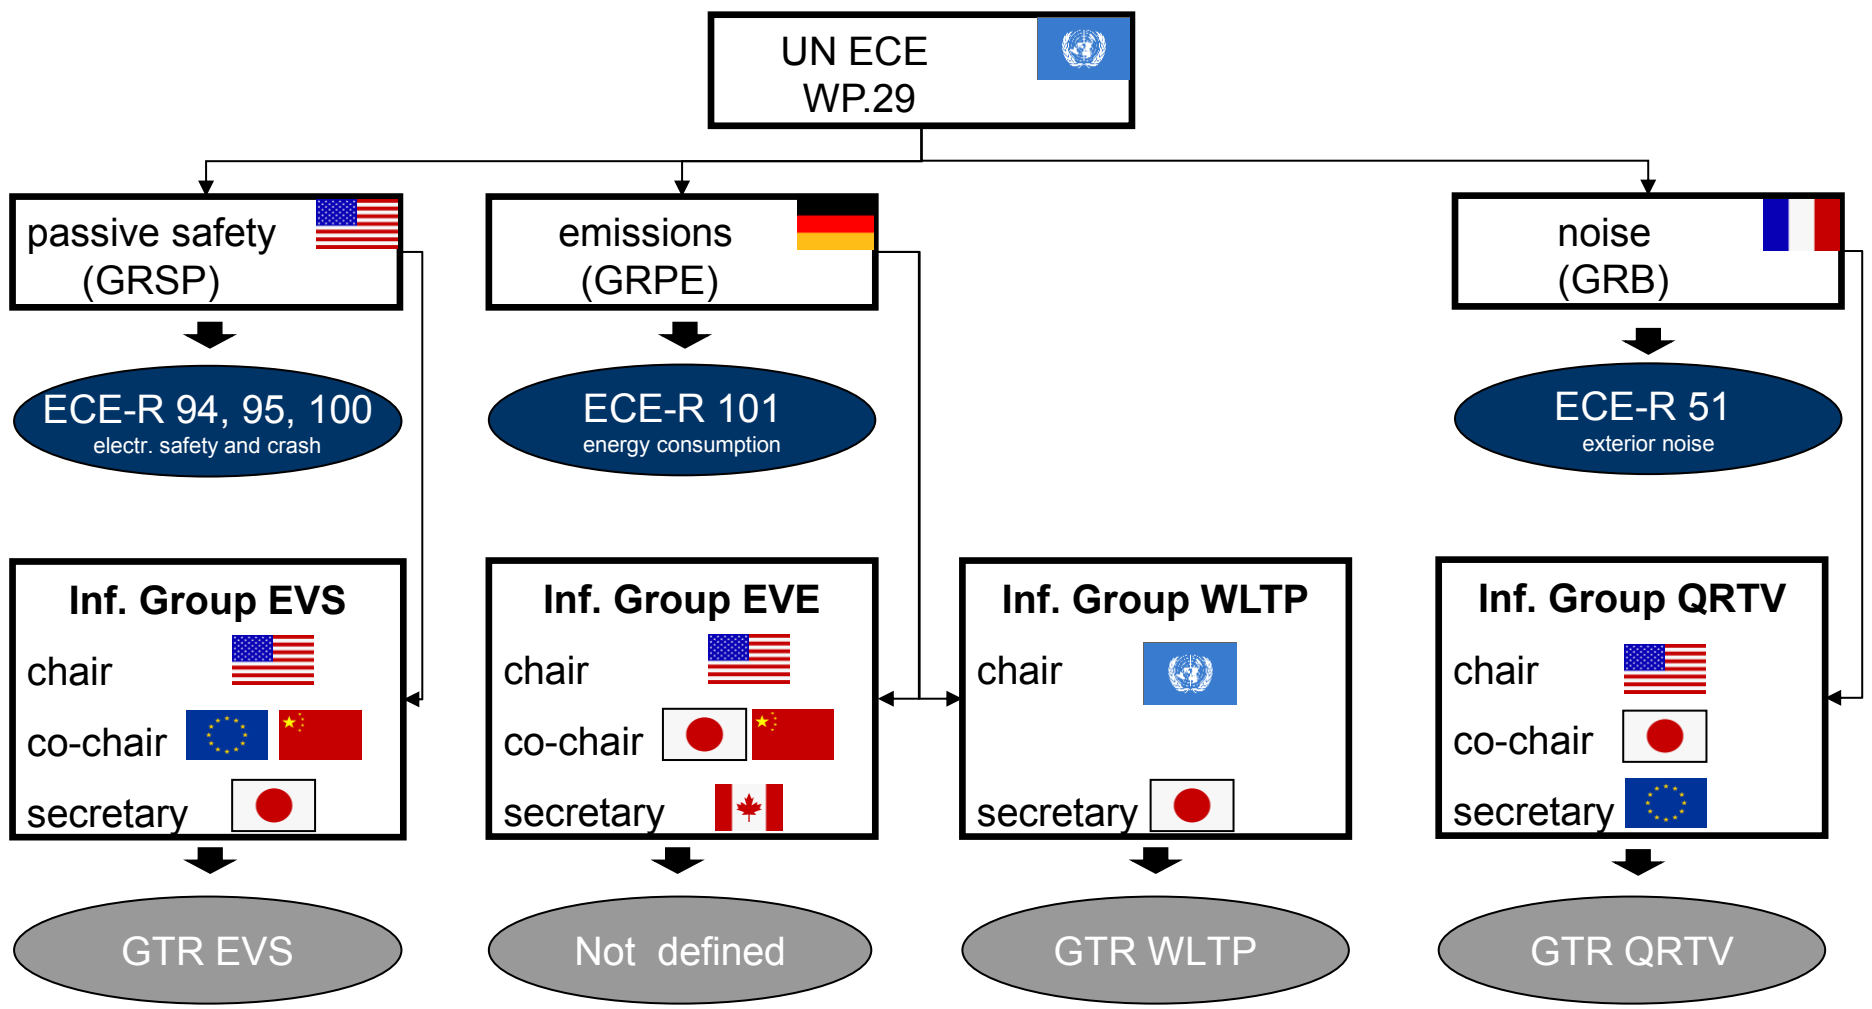 UN ECE
WP.29
passive safety
(GRSP)
emissions
(GRPE)
noise
(GRB)
ECE-R 94, 95, 100
electr. safety and crash
ECE-R 101
energy consumption
ECE-R 51
exterior noise
Inf. Group EVS
chair
co-chair
secretary
Inf. Group EVE
chair
co-chair
secretary
Inf. Group WLTP
chair
secretary
Inf. Group QRTV
chair
co-chair
secretary
GTR EVS
Not defined
GTR WLTP
GTR QRTV